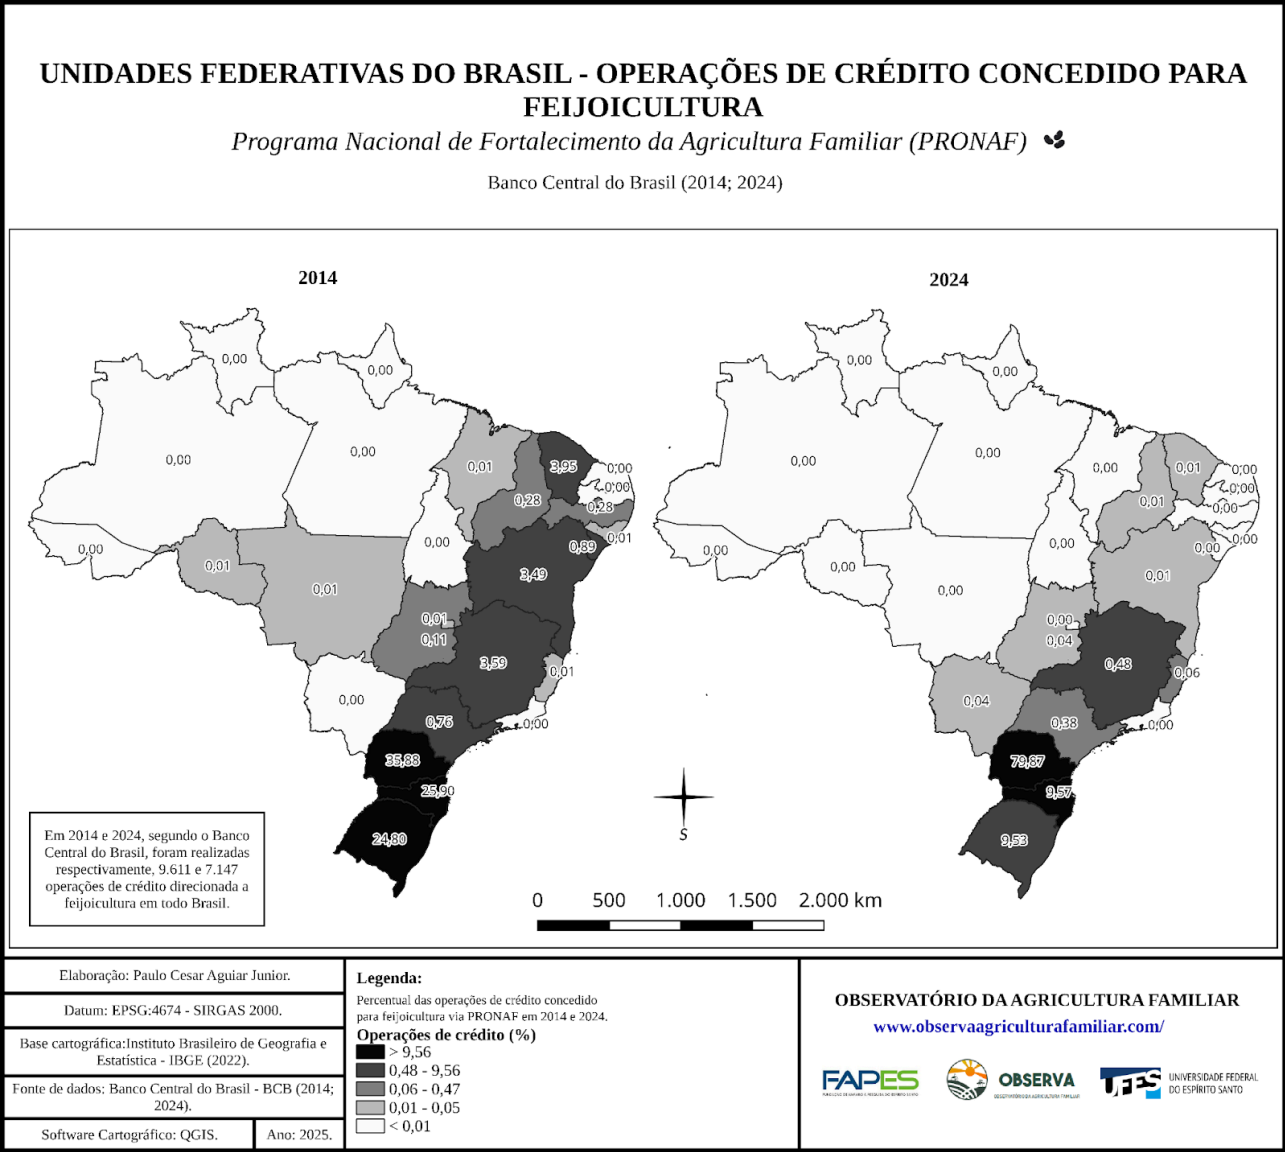 UNIDADES FEDERATIVAS DO BRASIL - OPERAÇÕES DE CRÉDITO CONCEDIDO PARA
FEIJOICULTURA
Programa Nacional de Fortalecimento da Agricultura Familiar (PRONAF)
Banco Central do Brasil (2014; 2024)
2014
0,00
0,00
0,00
0,00
0,01
3,95
0,00
0,00
0,28
0,28
0,01
0,89
0,00
0,00
0,01
0,01
3,49
0,01
0,11
3,59
0,01
0,00
0,76
0,00
35,88
25,90
24,80
2024
0,00
0,00
0,00
0,00
0,00
0,01
0,00
0,00
0,01
0,00
0,00
0,00
0,00
0,00
0,00
0,00
0,01
0,00
0,04
0,48
0,06
0,04
0,38
0,00
79,87
9,57
9,53
S
0 500 1.000 1.500 2.000 km
Em 2014 e 2024, segundo o Banco
Central do Brasil, foram realizadas
respectivamente, 9.611 e 7.147
operações de crédito direcionada a
feijoicultura em todo Brasil.
Elaboração: Paulo Cesar Aguiar Junior.
Datum: EPSG:4674 - SIRGAS 2000.
Base cartográfica:Instituto Brasileiro de Geografia e
Estatística - IBGE (2022).
Fonte de dados: Banco Central do Brasil - BCB (2014;
2024).
Software Cartográfico: QGIS.
Ano: 2025.
Legenda:
Percentual das operações de crédito concedido
para feijoicultura via PRONAF em 2014 e 2024.
Operações de crédito (%)
> 9,56
0,48 - 9,56
0,06 - 0,47
0,01 - 0,05
< 0,01
OBSERVATÓRIO DA AGRICULTURA FAMILIAR
www.observaagriculturafamiliar.com/
FAPES
OBSERVA
OBSERVATÓRIO DA AGRICULTURA FAMILIAR
UFES
UNIVERSIDADE FEDERAL
DO ESPÍRITO SANTO